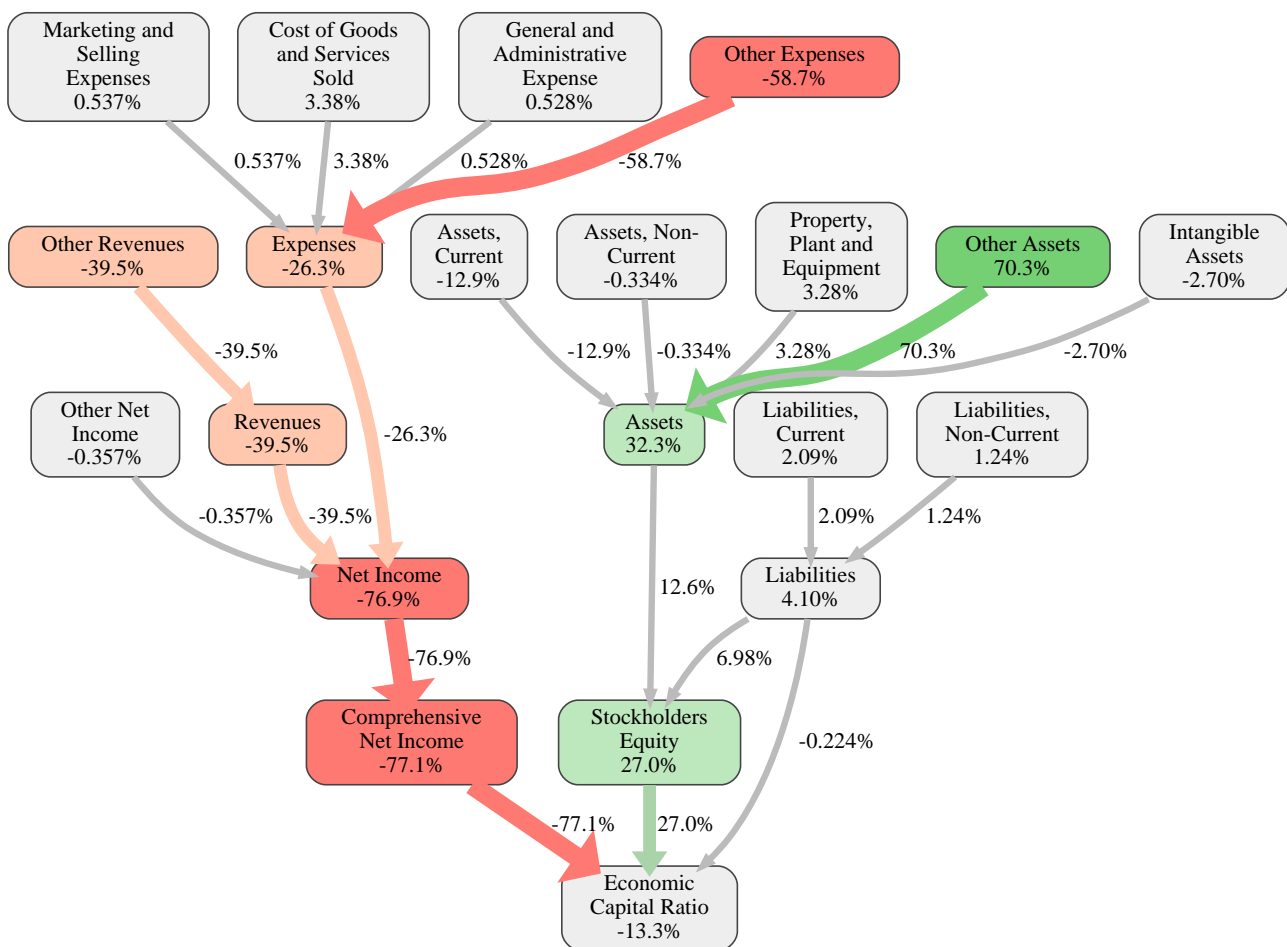 Marketing and
Selling
Expenses
0.537%
Cost of Goods
and Services
Sold
3.38%
General and
Administrative
Expense
0.528%
Other Expenses
-58.7%
0.537%
3.38%
0.528%
-58.7%
Other Revenues
-39.5%
Expenses
-26.3%
Assets,
Current
-12.9%
Assets, Non-
Current
-0.334%
Property,
Plant and
Equipment
3.28%
Other Assets
70.3%
Intangible
Assets
-2.70%
-39.5%
-12.9%
-0.334%
3.28%
70.3%
-2.70%
Other Net
Income
-0.357%
Revenues
-39.5%
-26.3%
Assets
32.3%
Liabilities,
Current
2.09%
Liabilities,
Non-Current
1.24%
-0.357%
-39.5%
2.09%
1.24%
Net Income
-76.9%
12.6%
Liabilities
4.10%
-76.9%
6.98%
Comprehensive
Net Income
-77.1%
Stockholders
Equity
27.0%
-0.224%
-77.1%
27.0%
Economic
Capital Ratio
-13.3%